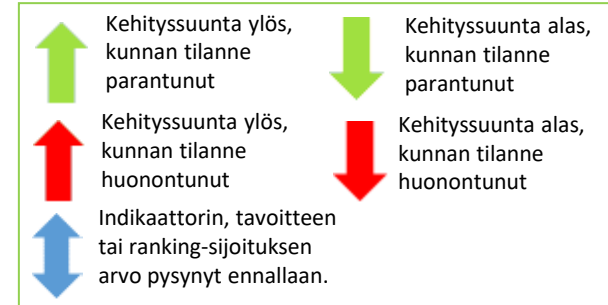 Kehityssuunta ylös,
kunnan tilanne
parantunut
Kehityssuunta alas,
kunnan tilanne
parantunut
Kehityssuunta ylös,
kunnan tilanne
huonontunut
Kehityssuunta alas,
kunnan tilanne
huonontunut
Indikaattorin, tavoitteen
tai ranking-sijoituksen
arvo pysynyt ennallaan.